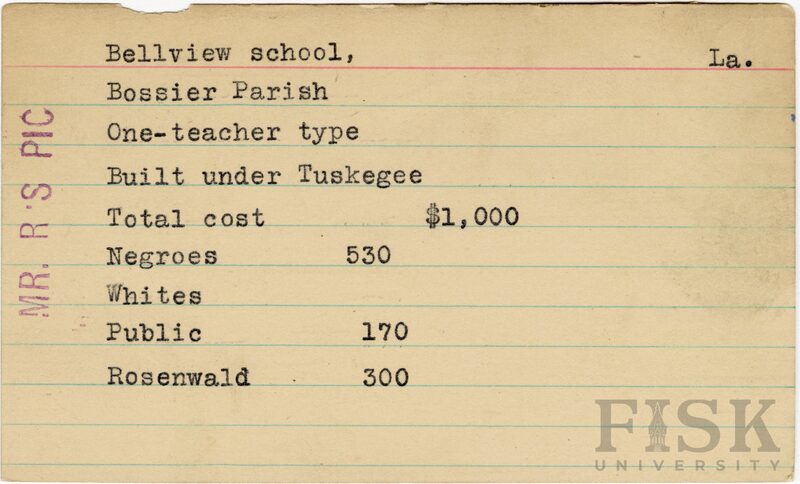 Bellview school, La.
Bossier Parish
One-teacher type
Built under Tuskegee
Total cost $1,000
Negroes 530
Whites
Public 170
Rosenwald 300
MR. R'S PIC
FISK
UNIVERSITY